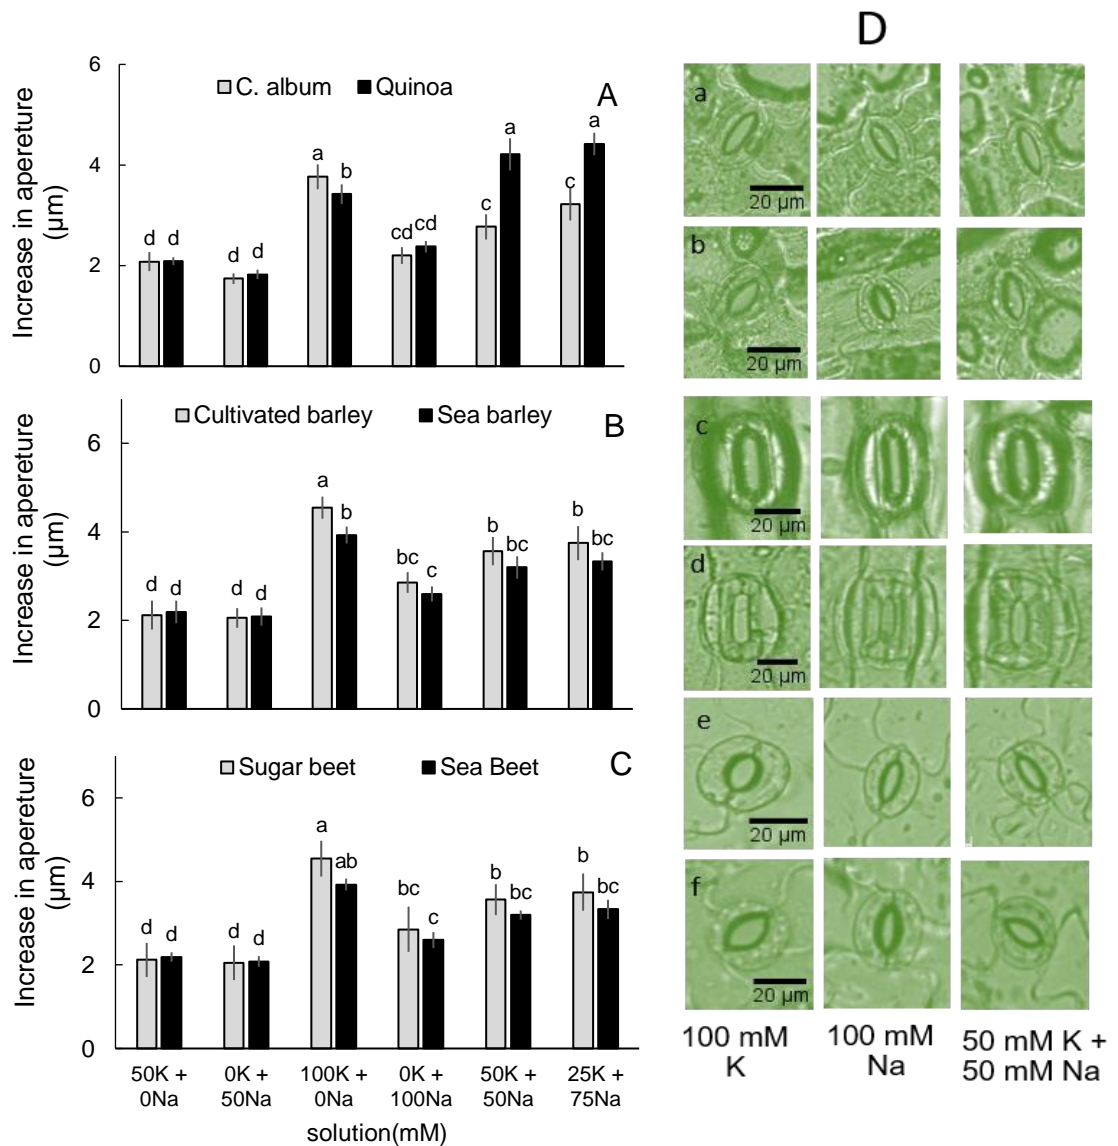 D
6
4
2
0
Increase in apereture
(µm)
C. album Quinoa
A
d d d d a b cd cd c a c a
6
4
2
0
Increase in apereture
(µm)
Cultivated barley Sea barley
B
d d d d a b bc c b bc b bc
6
4
2
0
Increase in apereture
(µm)
Sugar beet Sea Beet
C
d d d d a ab bc c b bc b bc
50K + 0K + 100K + 0K + 50K + 25K +
0Na 50Na 0Na 100Na 50Na 75Na
solution(mM)
a
20 µm
b
20 µm
c
20 µm
d
20 µm
e
20 µm
f
20 µm
100 mM 100 mM 50 mM K +
K Na 50 mM Na